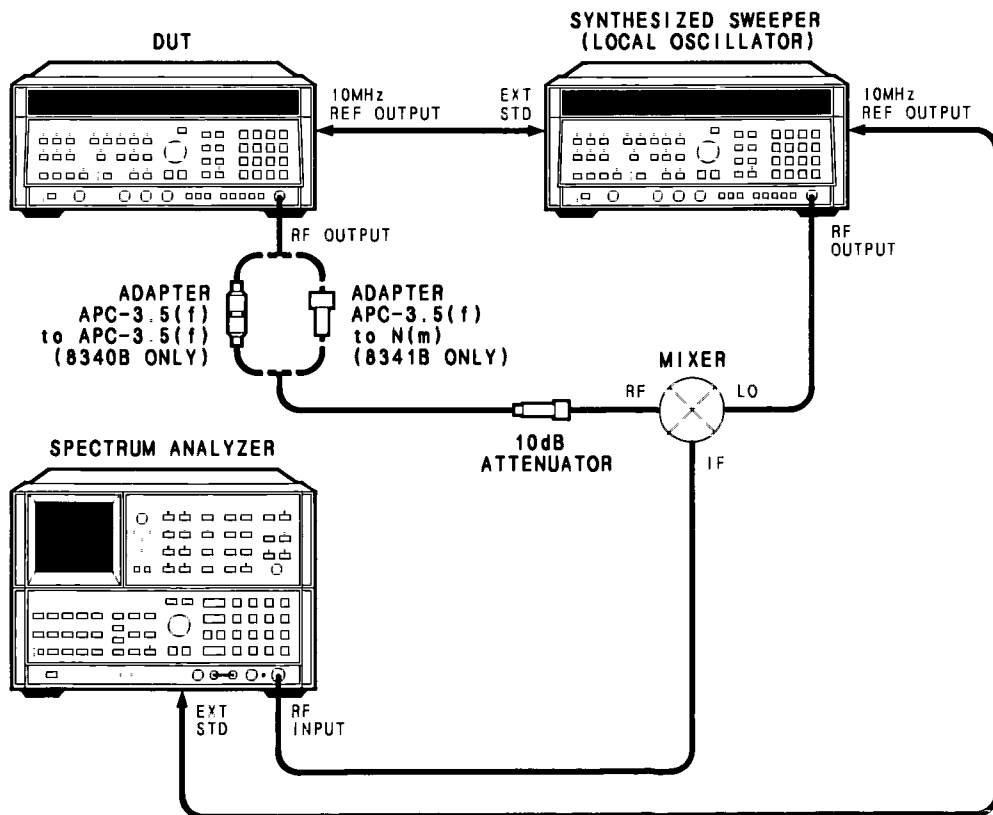 SYNTHESIZED SWEEPER
(LOCAL OSCILLATOR)
DUT
10MHz
REF OUTPUT
EXT
STD
10MHz
REF OUTPUT
RF OUTPUT
RF
OUTPUT
ADAPTER
APC-3.5(f)
to APC-3.5(f)
(8340B ONLY)
ADAPTER
APC-3.5(f)
to N(m)
(8341B ONLY)
MIXER
RF
LO
IF
10dB
ATTENUATOR
SPECTRUM ANALYZER
EXT
STD
RF
INPUT